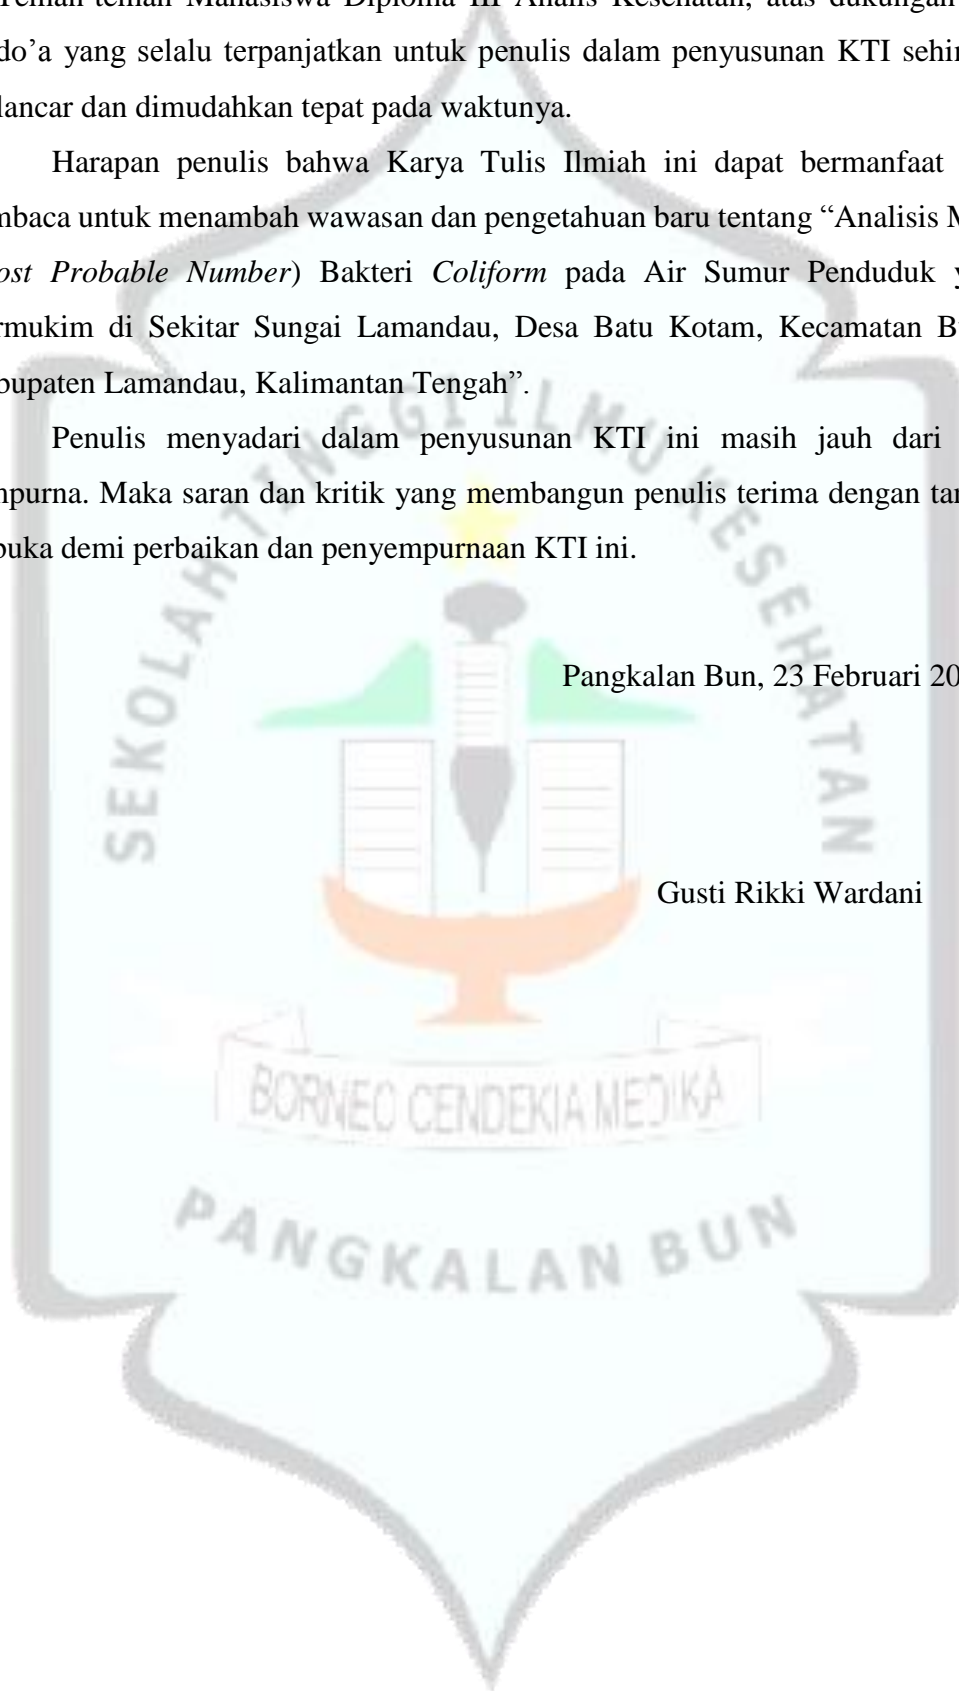 Teman-teman Mahasiswa Diploma III Analis Kesehatan, atas dukungan
do’a yang selalu terpanjatkan untuk penulis dalam penyusunan KTI sehin
lancar dan dimudahkan tepat pada waktunya.
Harapan penulis bahwa Karya Tulis Ilmiah ini dapat bermanfaat
mbaca untuk menambah wawasan dan pengetahuan baru tentang “Analisis M
ost Probable Number) Bakteri Coliform pada Air Sumur Penduduk y
rmukim di Sekitar Sungai Lamandau, Desa Batu Kotam, Kecamatan B
bupaten Lamandau, Kalimantan Tengah”.
Penulis menyadari dalam penyusunan KTI ini masih jauh dari
npurna. Maka saran dan kritik yang membangun penulis terima dengan tan
buka demi perbaikan dan penyempurnaan KTI ini.
Pangkalan Bun, 23 Februari 20
Gusti Rikki Wardani
SEKOLAH TINGGI ILMU KESEHATAN
BORNEO CENDEKIA MEDIKA
PANGKALAN BUN